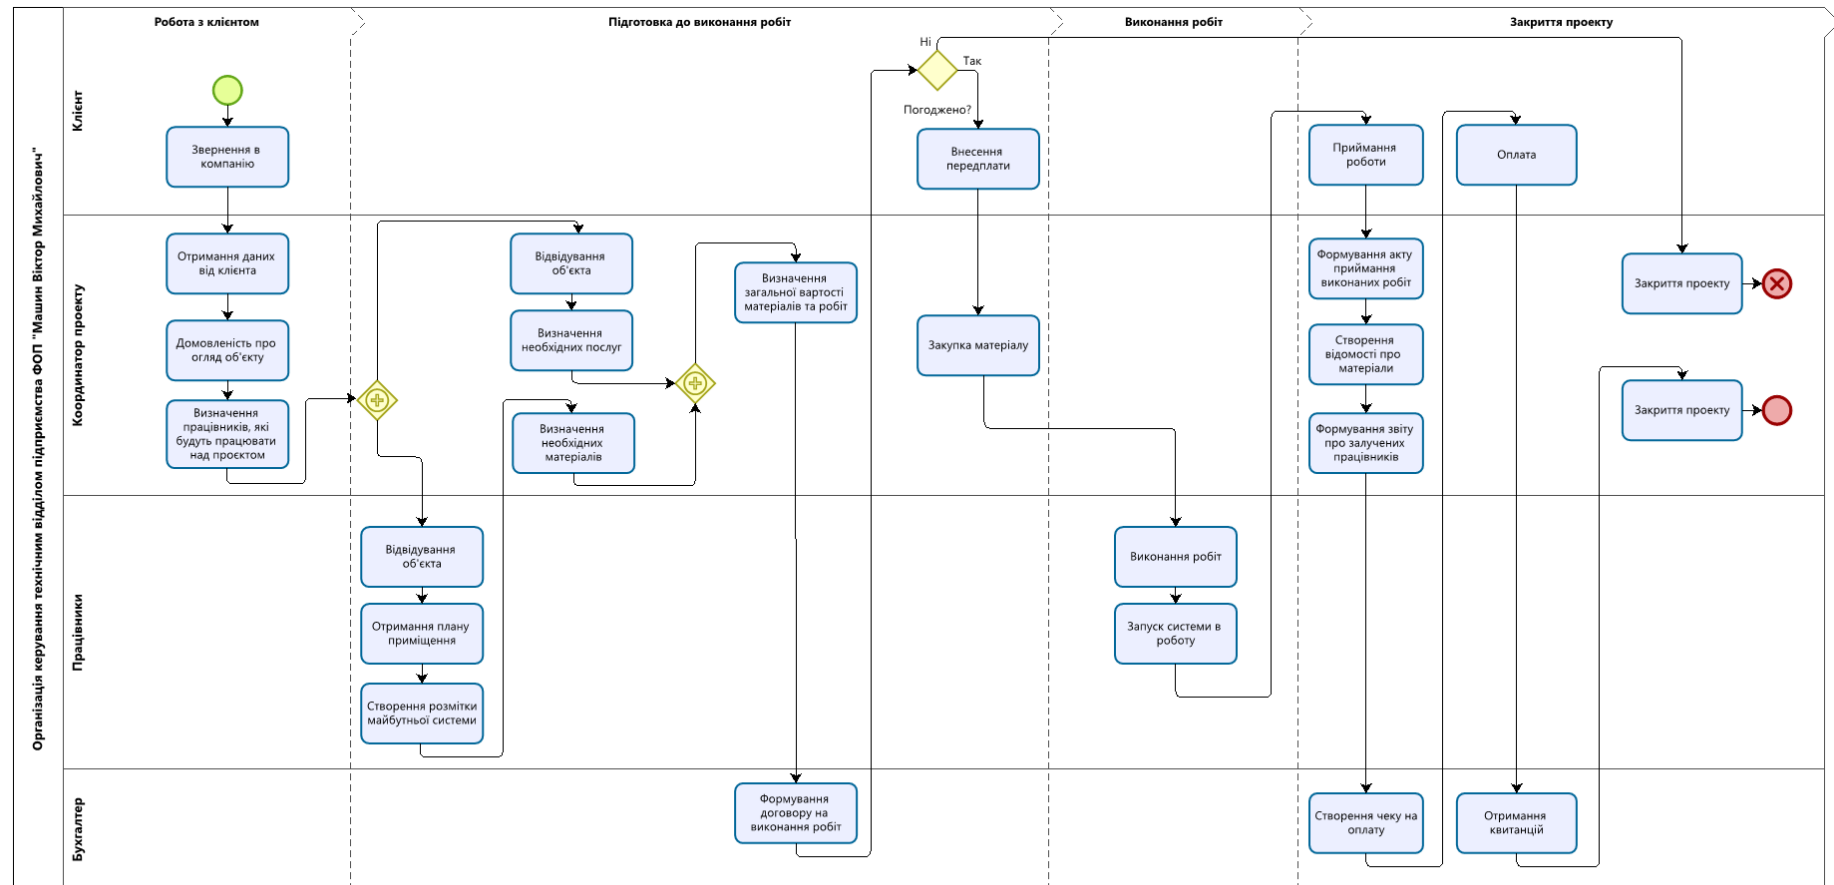 Організація керування технічним відділом підприємства ФОП "Машин Віктор Михайлович"
Робота з клієнтом
Підготовка до виконання робіт
Виконання робіт
Закриття проекту
Клієнт
Звернення в
компанію
Ні
Так
Погоджено?
Внесення
передплати
Приймання
роботи
Оплата
Координатор проекту
Отримання даних
від клієнта
Домовленість про
огляд об'єкту
Визначення
працівників, які
будуть працювати
над проєктом
Відвідування
об'єкта
Визначення
необхідних послуг
Визначення
необхідних
матеріалів
Визначення
загальної вартості
матеріалів та робіт
Закупка матеріалу
Формування акту
приймання
виконаних робіт
Створення
відомості про
матеріали
Формування звіту
про залучених
працівників
Закриття проекту
Закриття проекту
Працівники
Відвідування
об'єкта
Отримання плану
приміщення
Створення розмітки
майбутньої системи
Виконання робіт
Запуск системи в
роботу
Бухгалтер
Формування
договору на
виконання робіт
Створення чеку на
оплату
Отримання
квитанцій